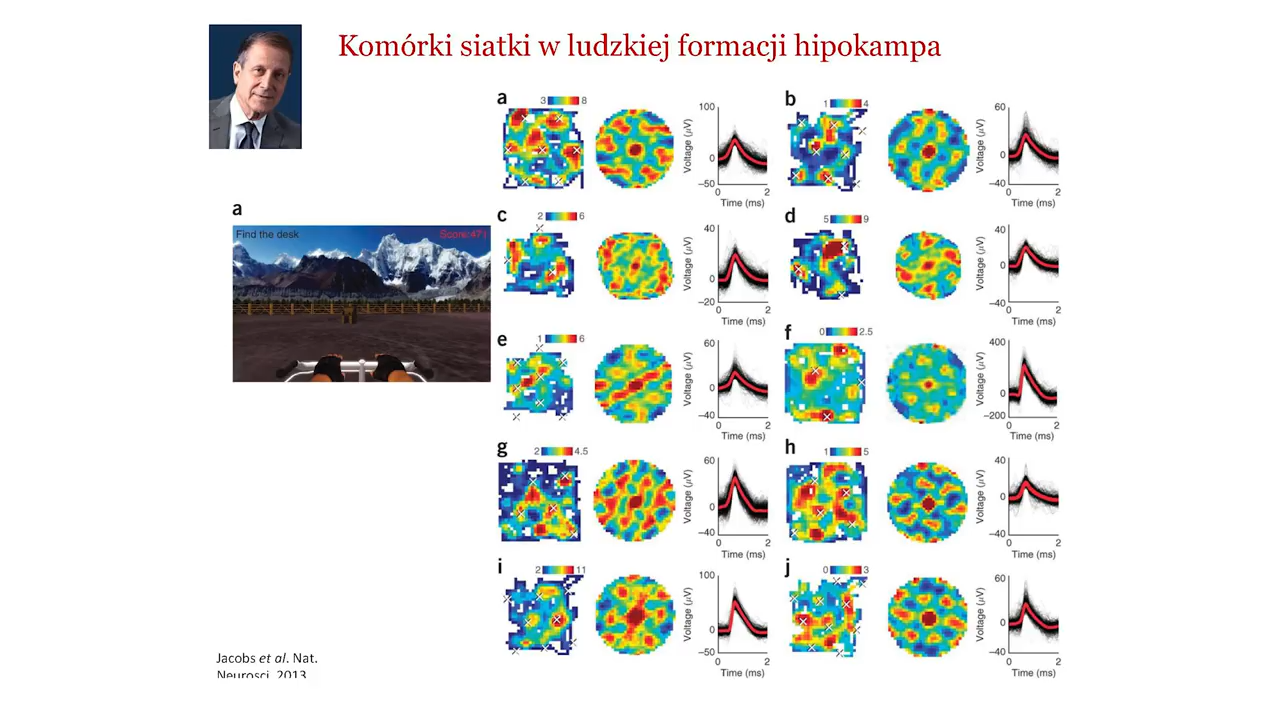 Komórki siatki w ludzkiej formacji hipokampa
a
Find the desk
Score:471
a
3 8
100
0
–50
Voltage (µV)
0 2
Time (ms)
b
1 4
60
0
–40
Voltage (µV)
0 2
Time (ms)
c
2 6
40
0
–20
Voltage (µV)
0 2
Time (ms)
d
5 9
40
0
–40
Voltage (µV)
0 2
Time (ms)
e
1 6
60
0
–40
Voltage (µV)
0 2
Time (ms)
f
0 2.5
400
0
–200
Voltage (µV)
0 2
Time (ms)
g
2 4.5
60
0
–40
Voltage (µV)
0 2
Time (ms)
h
1 5
40
0
–40
Voltage (µV)
0 2
Time (ms)
i
2 11
100
0
–50
Voltage (µV)
0 2
Time (ms)
j
0 3
60
0
–40
Voltage (µV)
0 2
Time (ms)
Jacobs et al. Nat.
Neurosci. 2013